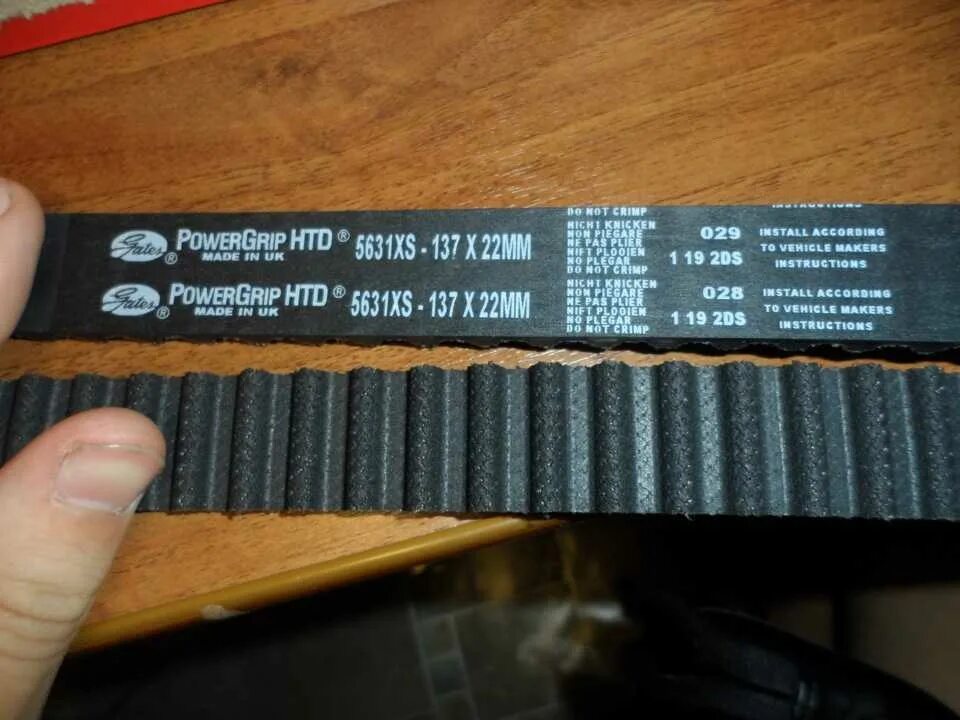 INSTRUCTIONS
DO NOT CRIMP
Gates® POWERGRIP HTD® 5631XS - 137 X 22MM
MADE IN UK
NICHT KNICKEN
NON PIEGARE
NE PAS PLIER
NIET PLOOIEN
NO PLEGAR
DO NOT CRIMP
029
1 19 2DS
INSTALL ACCORDING
TO VEHICLE MAKERS
INSTRUCTIONS
Gates® POWERGRIP HTD® 5631XS - 137 X 22MM
MADE IN UK
NICHT KNICKEN
NON PIEGARE
NE PAS PLIER
NIET PLOOIEN
NO PLEGAR
DO NOT CRIMP
028
1 19 2DS
INSTALL ACCORDING
TO VEHICLE MAKERS
INSTRUCTIONS